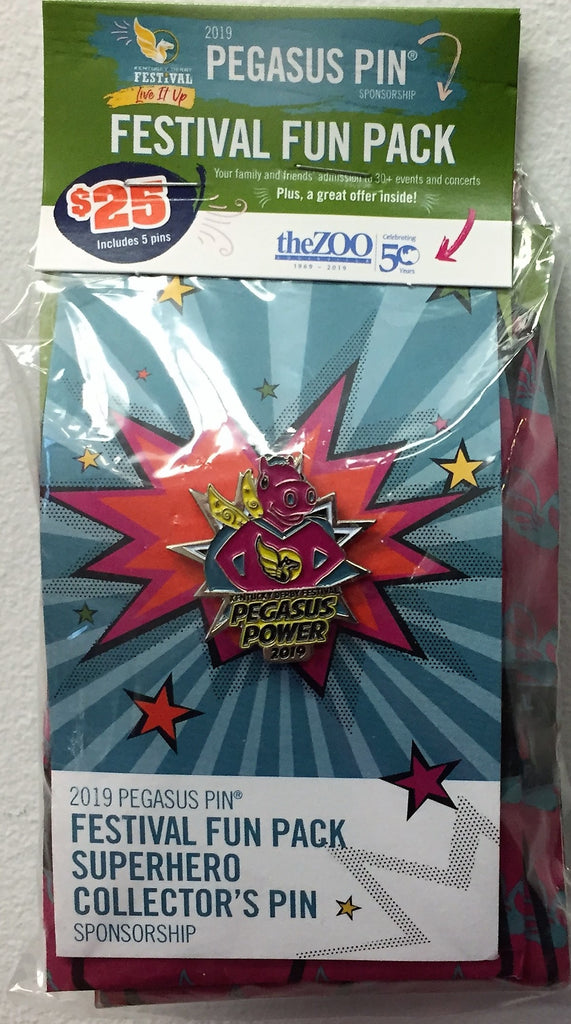 2019
PEGASUS PIN®
SPONSORSHIP
KENTUCKY DERBY
FESTIVAL
Live It Up
FESTIVAL FUN PACK
Your family and friends' admission to 30+ events and concerts
Plus, a great offer inside!
$25
Includes 5 pins
theZOO
1969 - 2019
Celebrating
50
Years
KENTUCKY DERBY FESTIVAL
PEGASUS
POWER
2019
2019 PEGASUS PIN®
FESTIVAL FUN PACK
SUPERHERO
COLLECTOR'S PIN
SPONSORSHIP